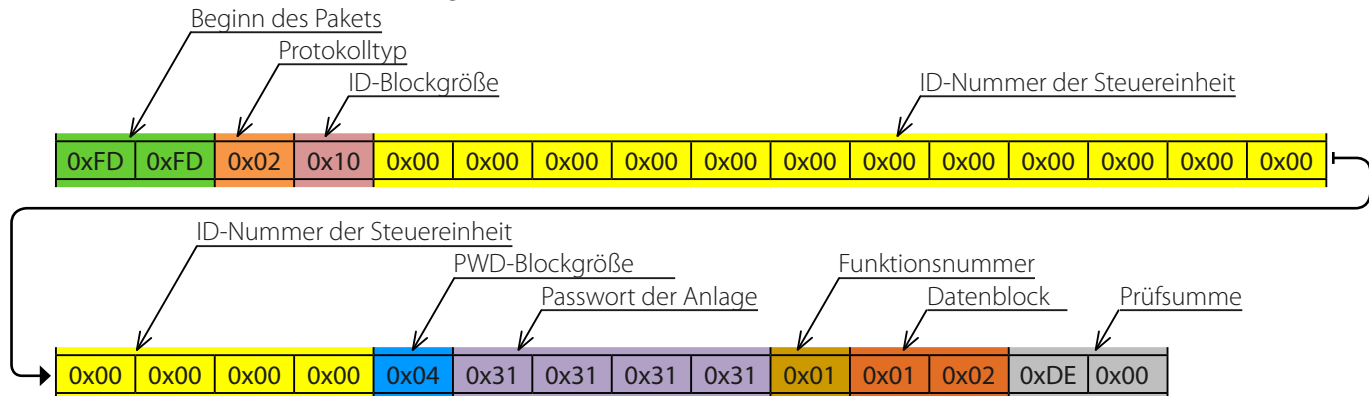 Beginn des Pakets
Protokolltyp
ID-Blockgröße
ID-Nummer der Steuereinheit
0xFD 0xFD 0x02 0x10 0x00 0x00 0x00 0x00 0x00 0x00 0x00 0x00 0x00 0x00 0x00 0x00
ID-Nummer der Steuereinheit
PWD-Blockgröße
Funktionsnummer
Passwort der Anlage
Datenblock
Prüfsumme
0x00 0x00 0x00 0x00 0x04 0x31 0x31 0x31 0x31 0x01 0x01 0x02 0xDE 0x00